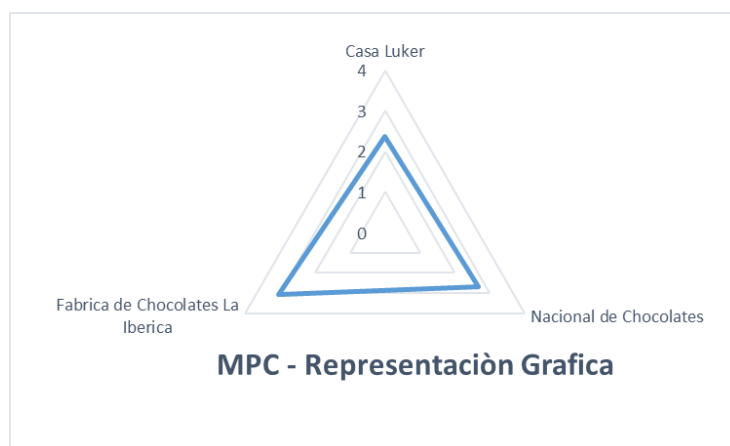 Casa Luker
4
3
2
1
0
Fabrica de Chocolates La
Iberica
Nacional de Chocolates
MPC - Representaciòn Grafica